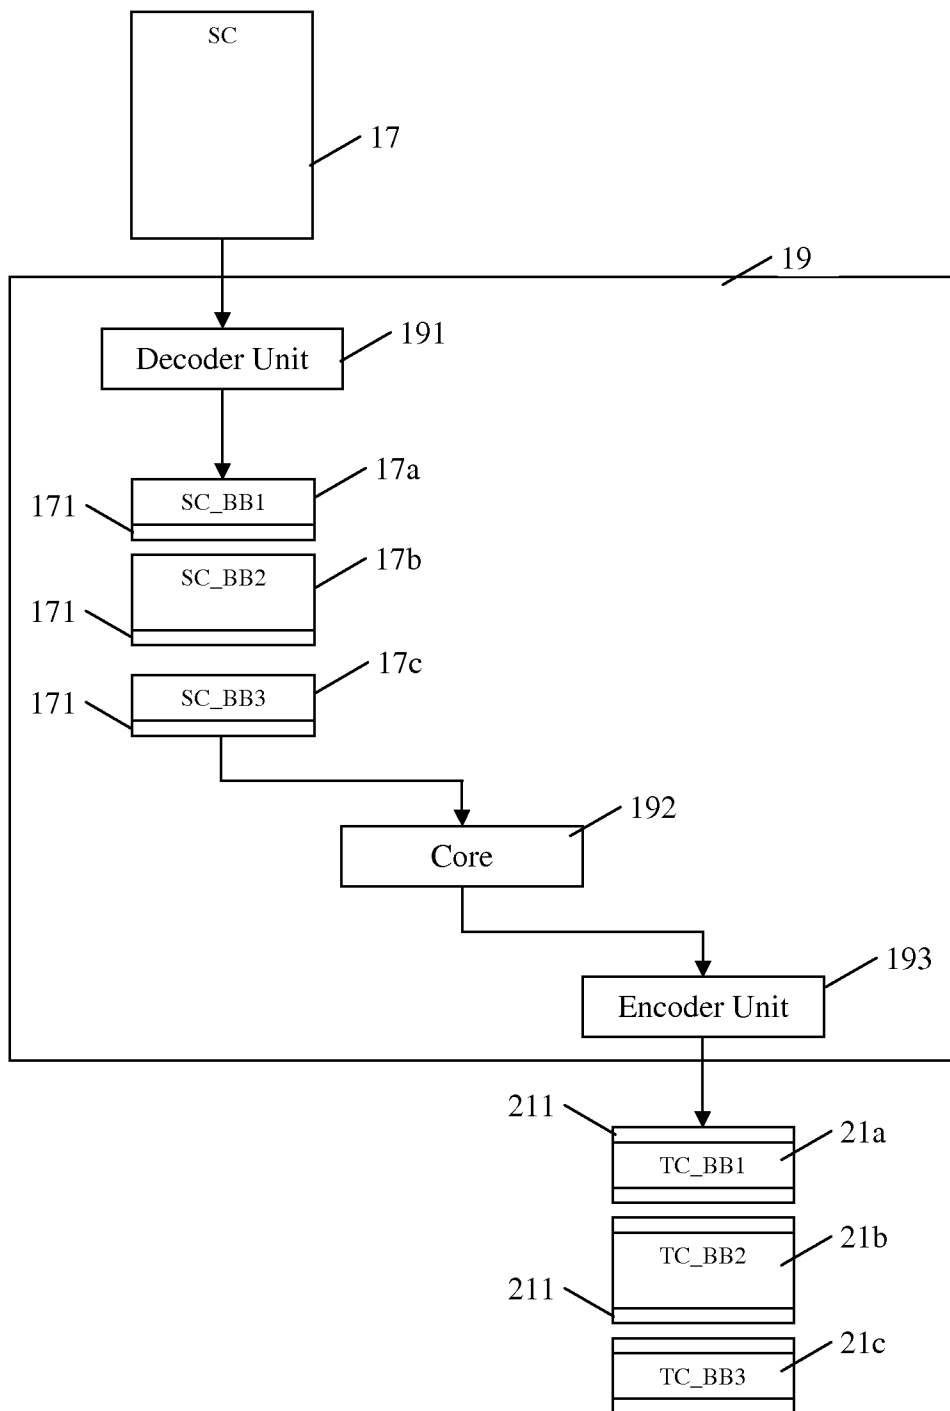 SC
17
19
191
Decoder Unit
17a
171
SC_BB1
17b
SC_BB2
171
17c
171
SC_BB3
192
Core
193
Encoder Unit
211
21a
TC_BB1
21b
TC_BB2
211
21c
TC_BB3